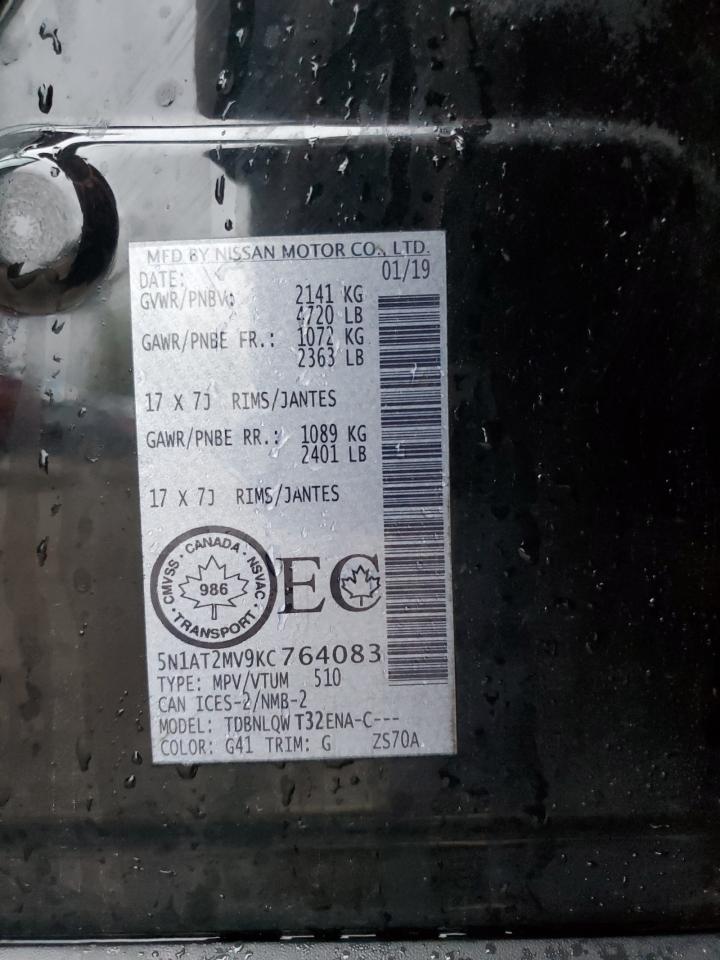 MFD BY NISSAN MOTOR CO., LTD.
DATE: 01/19
GVWR/PNBV: 2141 KG
4720 LB
GAWR/PNBE FR.: 1072 KG
2363 LB
17 X 7J RIMS/JANTES
GAWR/PNBE RR.: 1089 KG
2401 LB
17 X 7J RIMS/JANTES
CMVSS · CANADA · NSVAC · TRANSPORT ·
986
EC
5N1AT2MV9KC764083
TYPE: MPV/VTUM 510
CAN ICES-2/NMB-2
MODEL: TDBNLQW T32ENA-C---
COLOR: G41 TRIM: G ZS70A